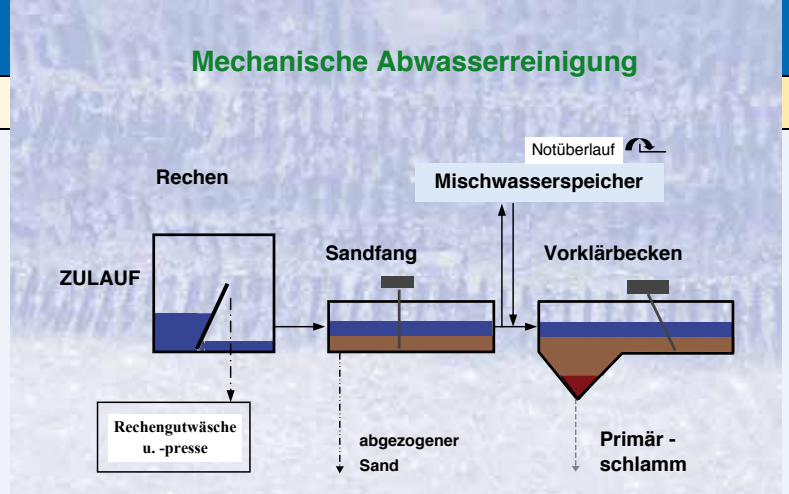 Mechanische Abwasserreinigung
Notüberlauf
Rechen
Mischwasserspeicher
Sandfang
Vorklärbecken
ZULAUF
Rechengutwäsche
u. -presse
abgezogener
Sand
Primär -
schlamm